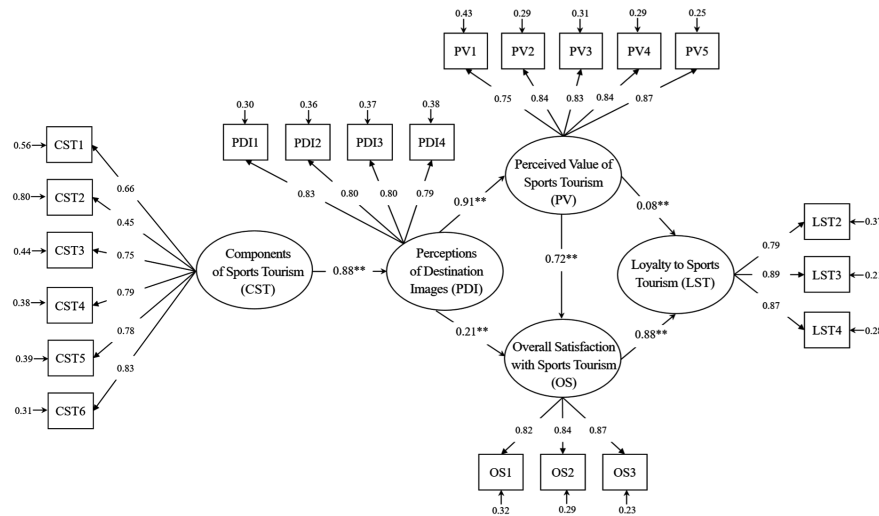 0.43 0.29 0.31 0.29 0.25
PV1 PV2 PV3 PV4 PV5
0.75 0.84 0.83 0.84 0.87
0.30 0.36 0.37 0.38
PDI1 PDI2 PDI3 PDI4
0.83 0.80 0.80 0.79
0.56 CST1
0.80 CST2
0.44 CST3
0.38 CST4
0.39 CST5
0.31 CST6
0.66
0.45
0.75
0.79
0.78
0.83
Components
of Sports Tourism
(CST)
0.88**
Perceptions
of Destination
Images (PDI)
0.91**
0.21**
Perceived Value of
Sports Tourism
(PV)
0.72**
0.08**
Overall Satisfaction
with Sports Tourism
(OS)
0.88**
Loyalty to Sports
Tourism (LST)
0.79
0.89
0.87
LST2
LST3
LST4
0.82 0.84 0.87
OS1 OS2 OS3
0.32 0.29 0.23